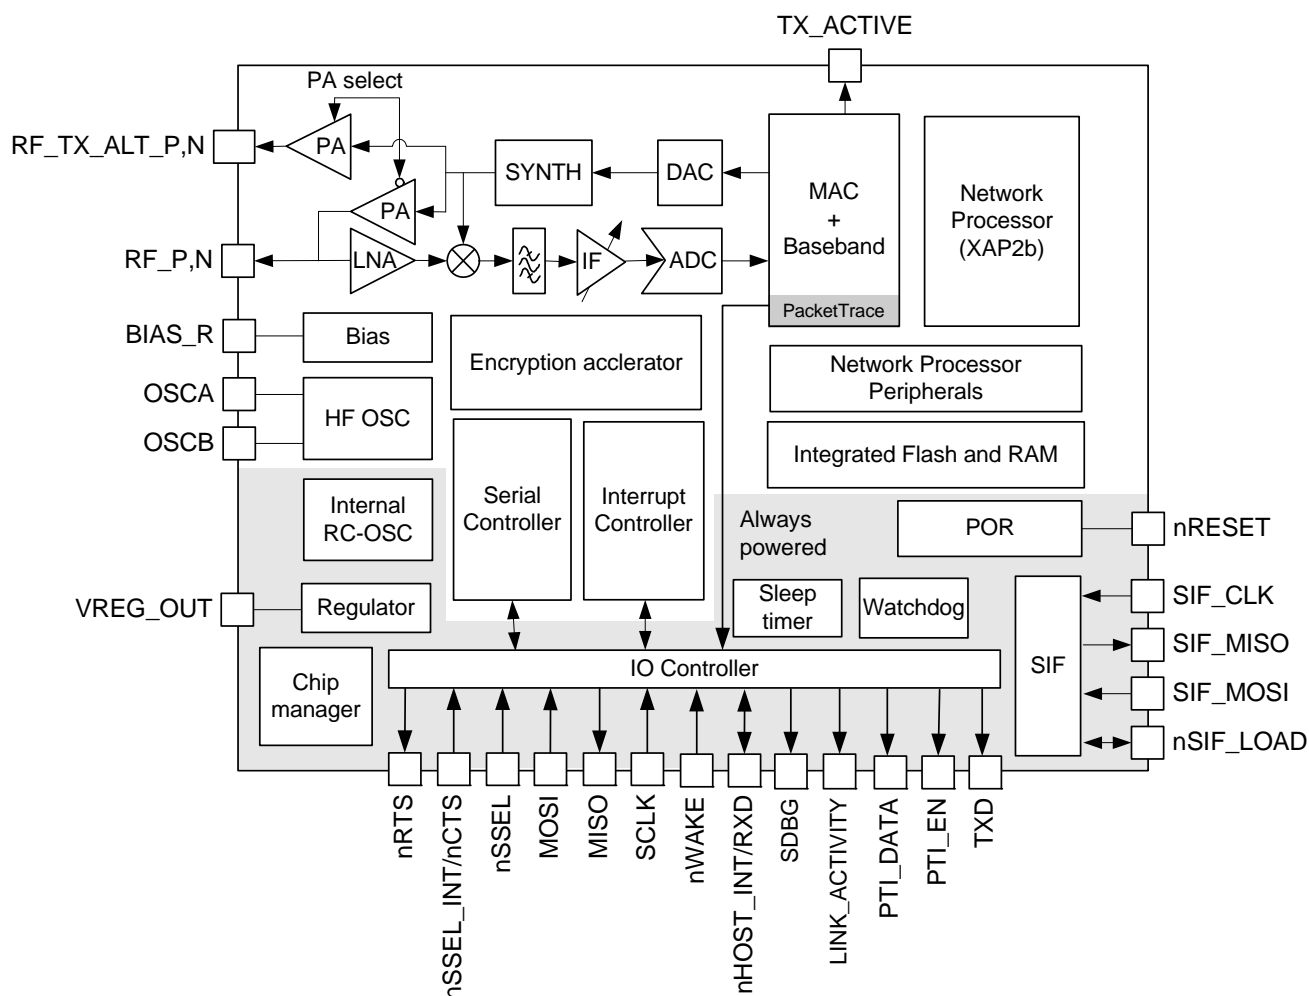 TX_ACTIVE
PA select
RF_TX_ALT_P,N
PA
SYNTH
DAC
MAC
+
Baseband
Network
Processor
(XAP2b)
PA
RF_P,N
LNA
IF
ADC
PacketTrace
BIAS_R
Bias
Encryption acclerator
Network Processor
Peripherals
OSCA
HF OSC
OSCB
Integrated Flash and RAM
Internal
RC-OSC
Serial
Controller
Interrupt
Controller
Always
powered
POR
nRESET
VREG_OUT
Regulator
Sleep
timer
Watchdog
SIF_CLK
SIF_MISO
SIF
SIF_MOSI
nSIF_LOAD
IO Controller
Chip
manager
nRTS
nSSEL_INT/nCTS
nSSEL
MOSI
MISO
SCLK
nWAKE
nHOST_INT/RXD
SDBG
LINK_ACTIVITY
PTI_DATA
PTI_EN
TXD